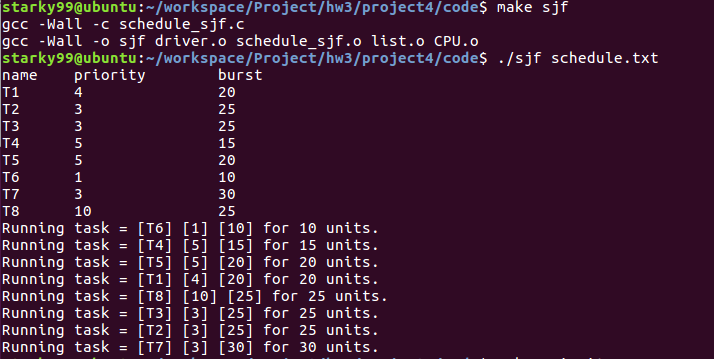 starky99@ubuntu:~/workspace/Project/hw3/project4/code$ make sjf
gcc -Wall -c schedule_sjf.c
gcc -Wall -o sjf driver.o schedule_sjf.o list.o CPU.o
starky99@ubuntu:~/workspace/Project/hw3/project4/code$ ./sjf schedule.txt
name priority burst
T1 4 20
T2 3 25
T3 3 25
T4 5 15
T5 5 20
T6 1 10
T7 3 30
T8 10 25
Running task = [T6] [1] [10] for 10 units.
Running task = [T4] [5] [15] for 15 units.
Running task = [T5] [5] [20] for 20 units.
Running task = [T1] [4] [20] for 20 units.
Running task = [T8] [10] [25] for 25 units.
Running task = [T3] [3] [25] for 25 units.
Running task = [T2] [3] [25] for 25 units.
Running task = [T7] [3] [30] for 30 units.